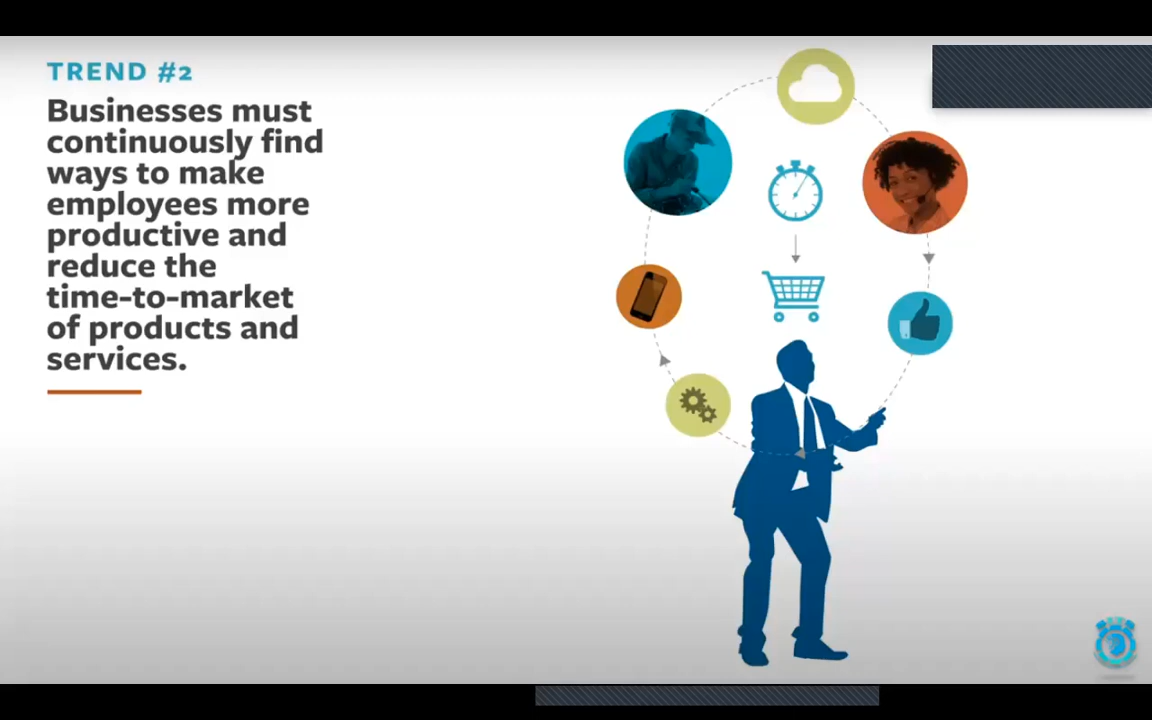 TREND #2
Businesses must
continuously find
ways to make
employees more
productive and
reduce the
time-to-market
of products and
services.